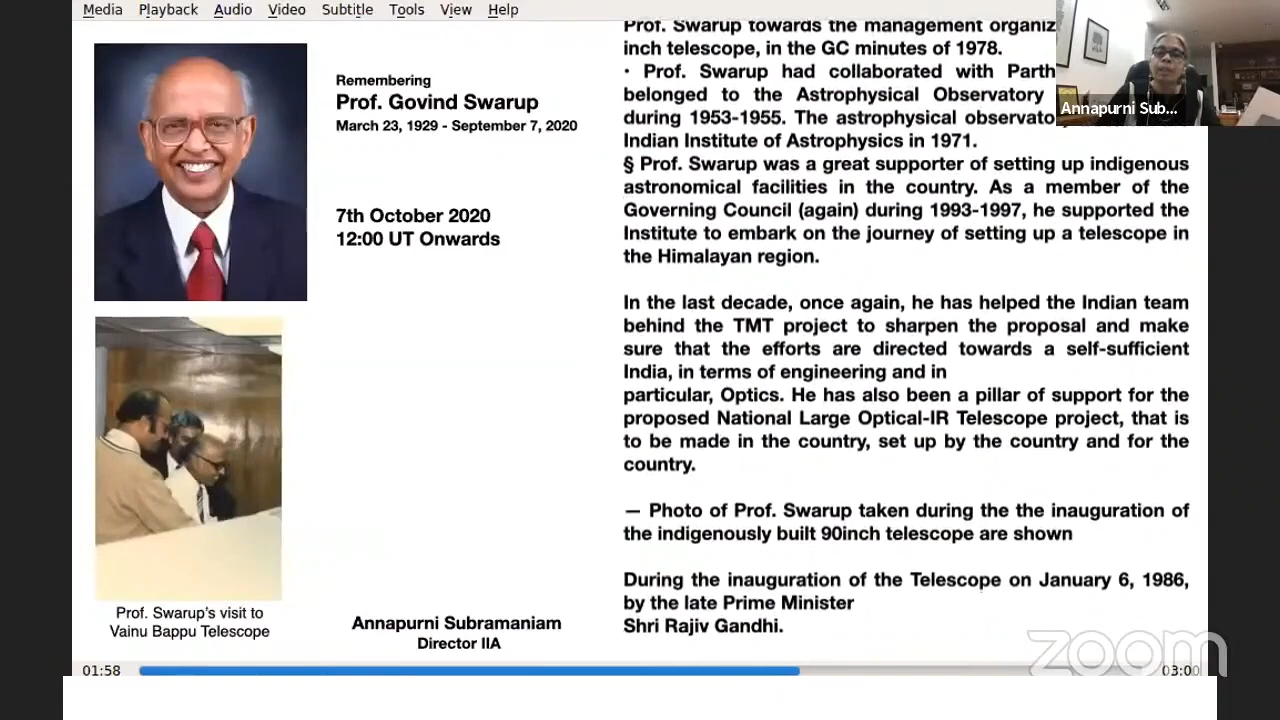 Media Playback Audio Video Subtitle Tools View Help
Remembering
Prof. Govind Swarup
March 23, 1929 - September 7, 2020
7th October 2020
12:00 UT Onwards
Prof. Swarup's visit to
Vainu Bappu Telescope
Annapurni Subramaniam
Director IIA
Prof. Swarup towards the management organiz
inch telescope, in the GC minutes of 1978.
· Prof. Swarup had collaborated with Parth
belonged to the Astrophysical Observatory
during 1953-1955. The astrophysical observato
Indian Institute of Astrophysics in 1971.
§ Prof. Swarup was a great supporter of setting up indigenous
astronomical facilities in the country. As a member of the
Governing Council (again) during 1993-1997, he supported the
Institute to embark on the journey of setting up a telescope in
the Himalayan region.
In the last decade, once again, he has helped the Indian team
behind the TMT project to sharpen the proposal and make
sure that the efforts are directed towards a self-sufficient
India, in terms of engineering and in
particular, Optics. He has also been a pillar of support for the
proposed National Large Optical-IR Telescope project, that is
to be made in the country, set up by the country and for the
country.
— Photo of Prof. Swarup taken during the the inauguration of
the indigenously built 90inch telescope are shown
During the inauguration of the Telescope on January 6, 1986,
by the late Prime Minister
Shri Rajiv Gandhi.
Annapurni Sub...
01:58
03:00
zoom